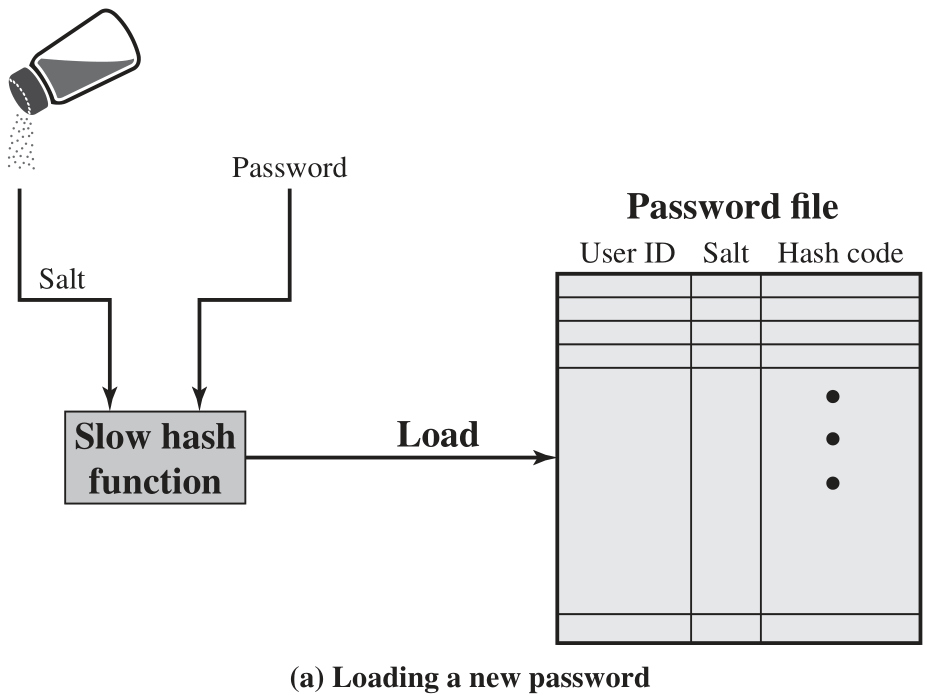 Password
Salt
Slow hash
function
Load
Password file
User ID Salt Hash code
(a) Loading a new password